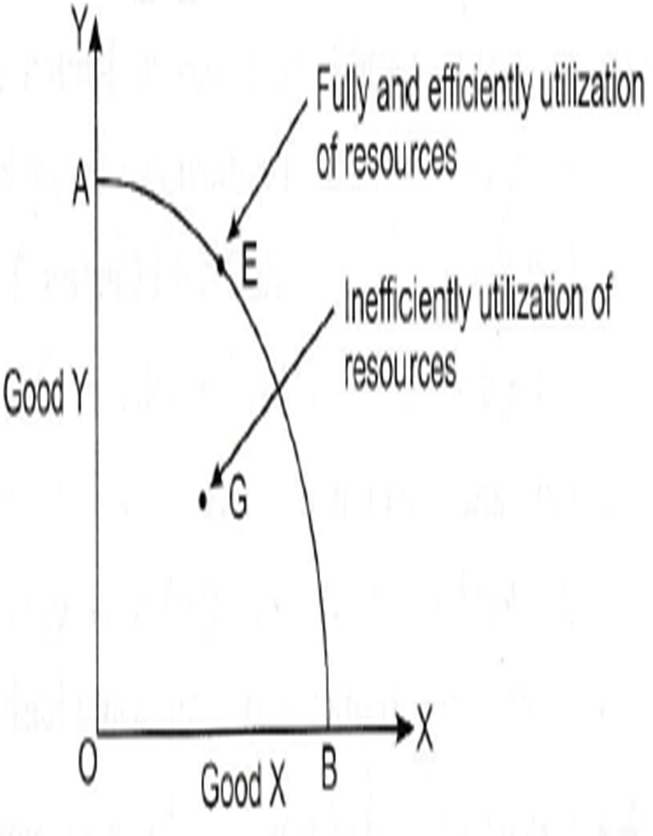 Y
Fully and efficiently utilization
of resources
A
E
Inefficiently utilization of
resources
Good Y
G
X
O
Good X
B